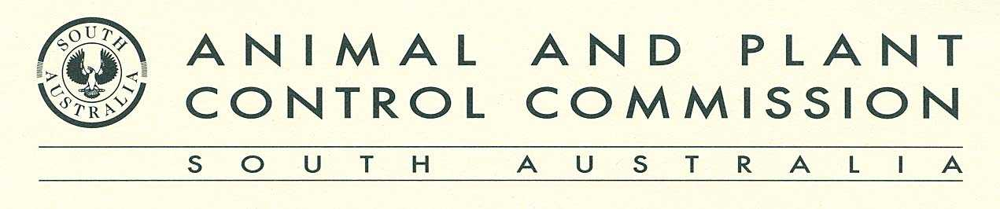 SOUTH AUSTRALIA
ANIMAL AND PLANT
CONTROL COMMISSION
SOUTH AUSTRALIA